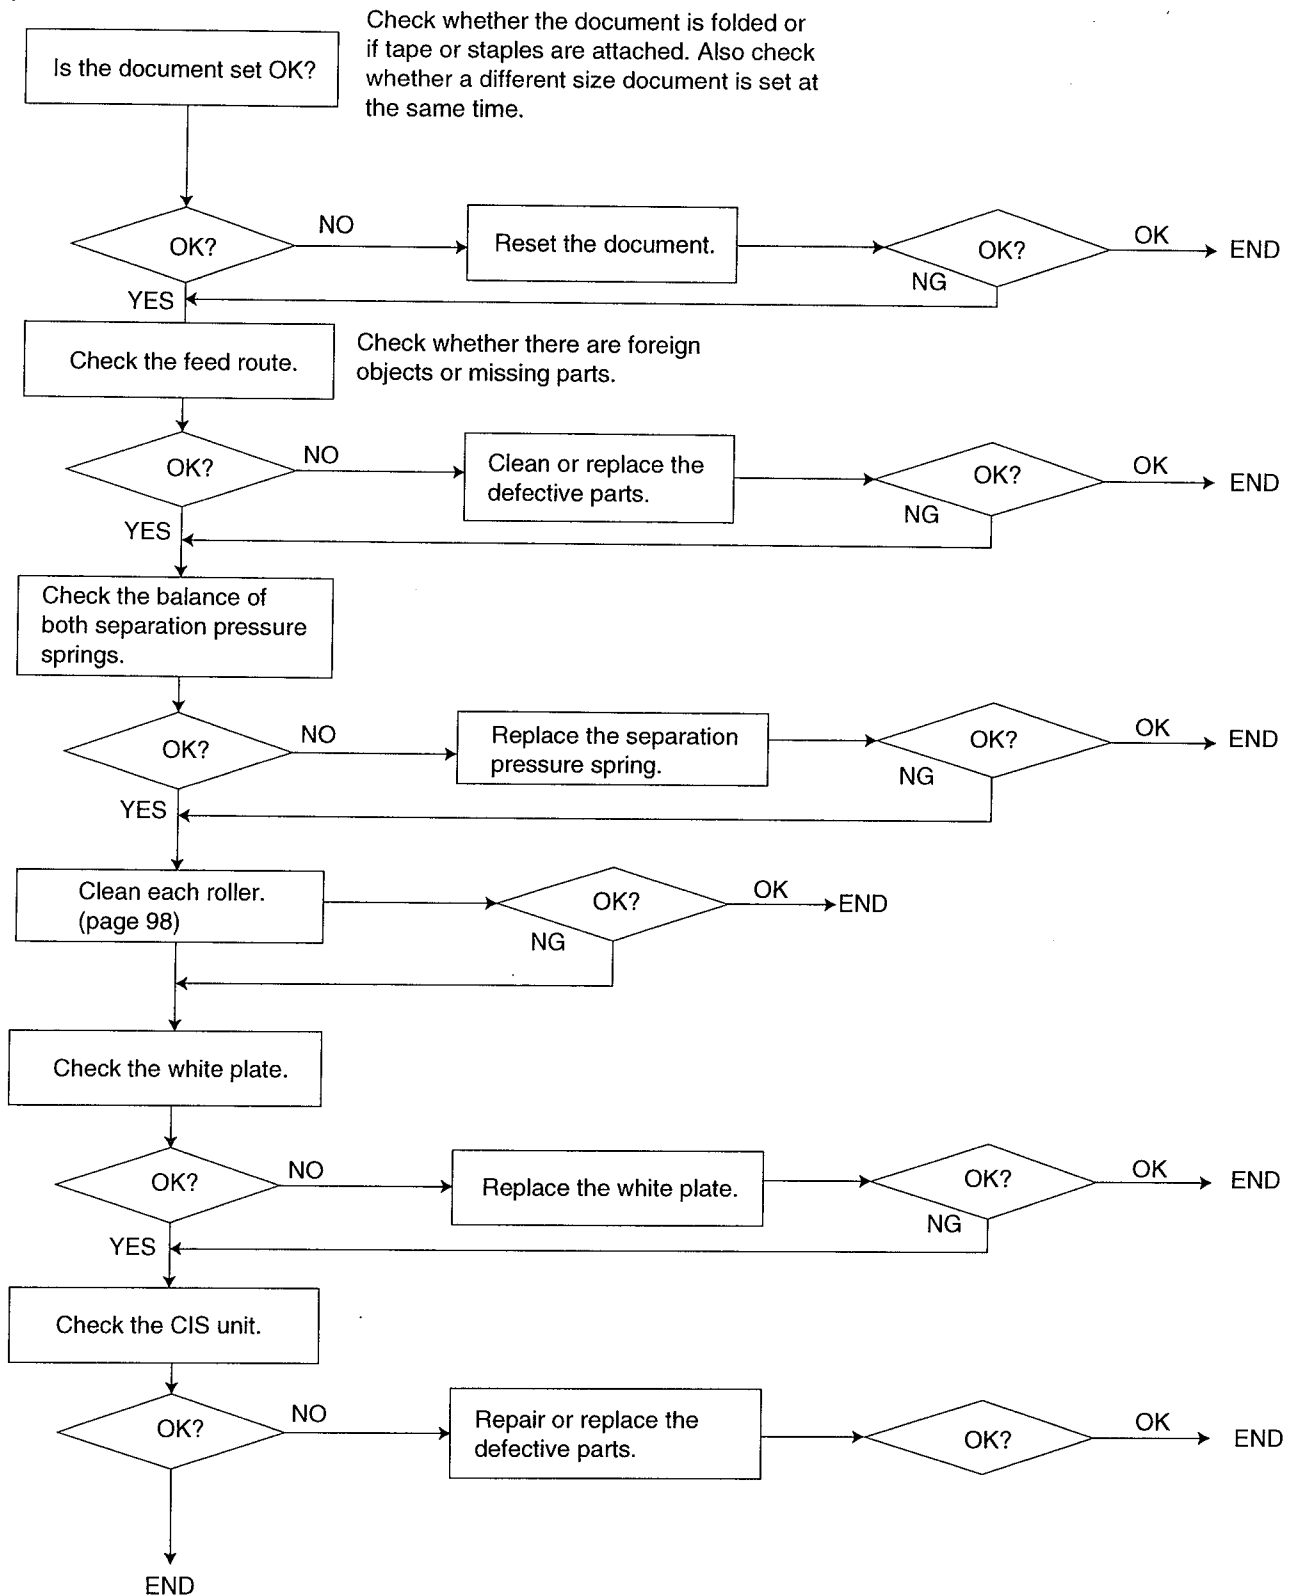 Check whether the document is folded or
if tape or staples are attached. Also check
whether a different size document is set at
the same time.
Is the document set OK?
OK?
NO
Reset the document.
OK?
OK
END
NG
YES
Check the feed route.
Check whether there are foreign
objects or missing parts.
OK?
NO
Clean or replace the
defective parts.
OK?
OK
END
NG
YES
Check the balance of
both separation pressure
springs.
OK?
NO
Replace the separation
pressure spring.
OK?
OK
END
NG
YES
Clean each roller.
(page 98)
OK?
OK
END
NG
Check the white plate.
OK?
NO
Replace the white plate.
OK?
OK
END
NG
YES
Check the CIS unit.
OK?
NO
Repair or replace the
defective parts.
OK?
OK
END
END